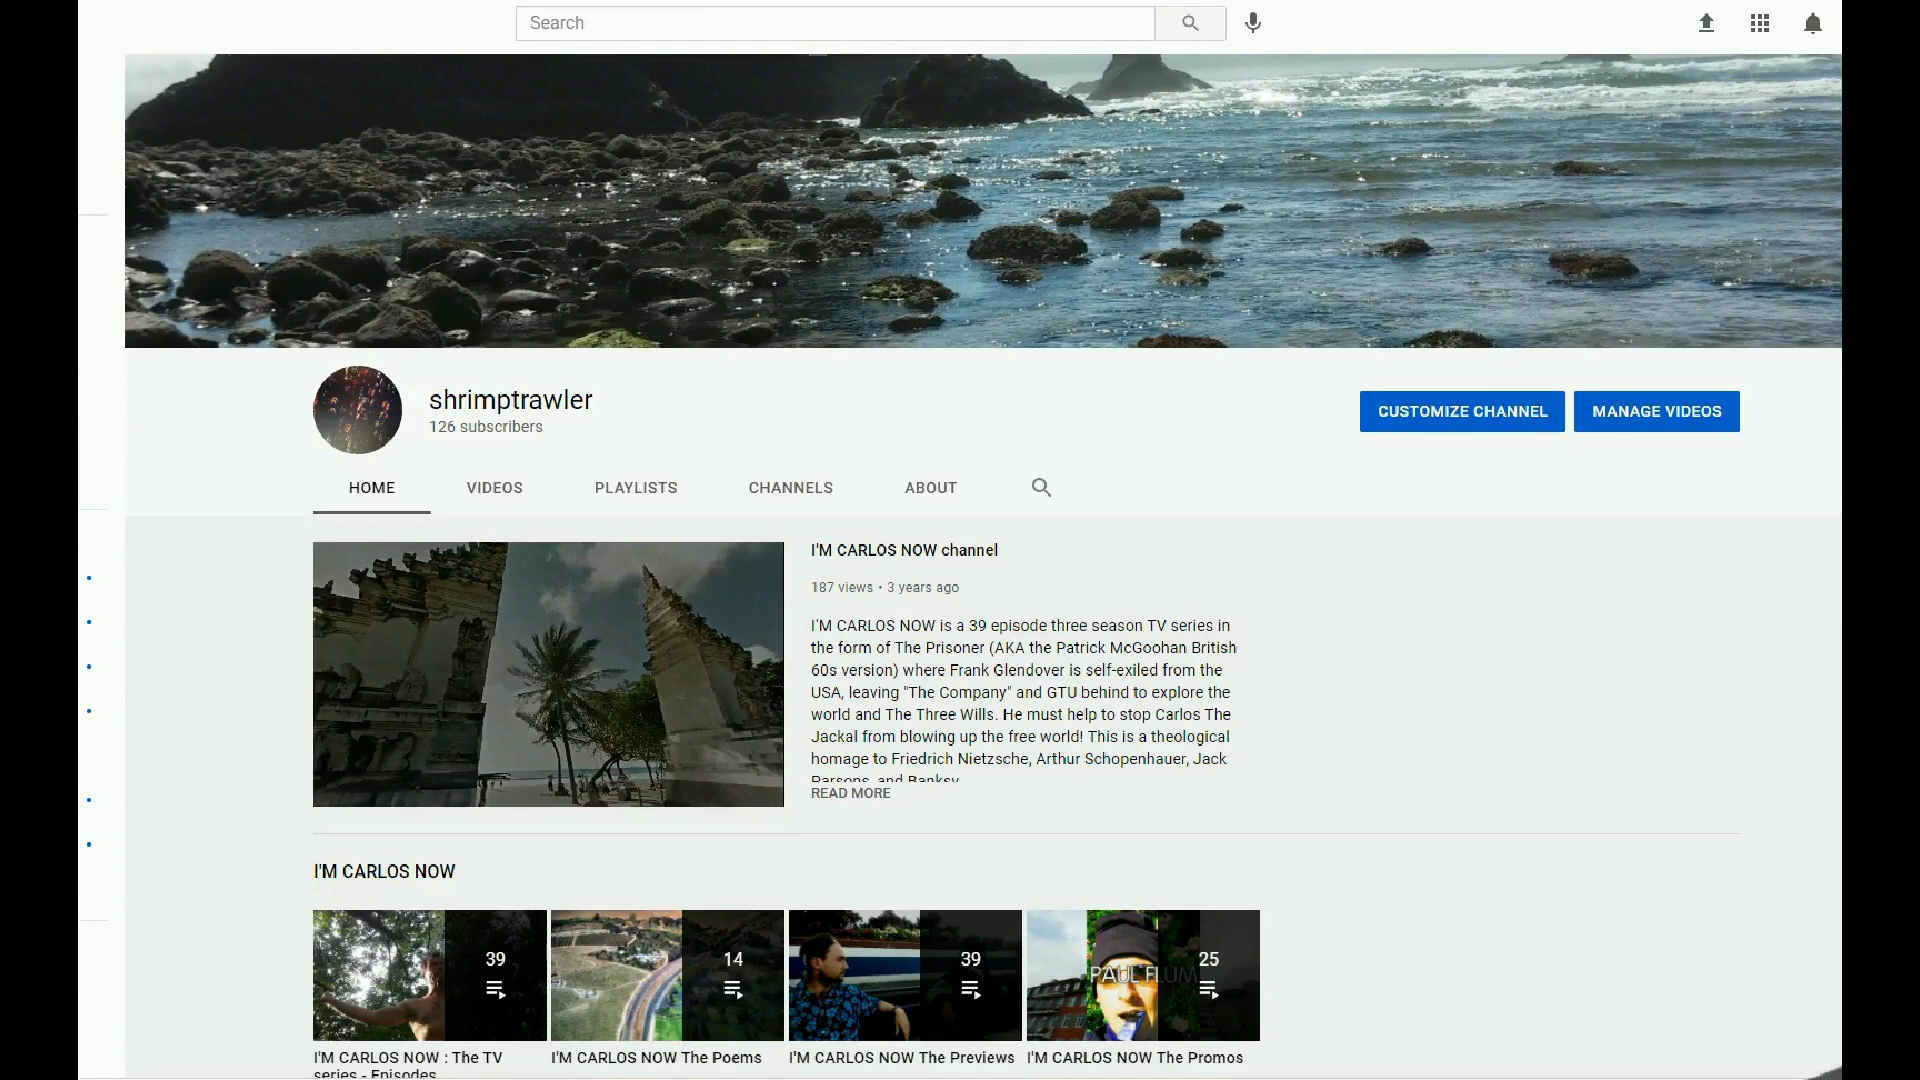 Search
shrimptrawler
126 subscribers
CUSTOMIZE CHANNEL
MANAGE VIDEOS
HOME
VIDEOS
PLAYLISTS
CHANNELS
ABOUT
I'M CARLOS NOW channel
187 views • 3 years ago
I'M CARLOS NOW is a 39 episode three season TV series in
the form of The Prisoner (AKA the Patrick McGoohan British
60s version) where Frank Glendover is self-exiled from the
USA, leaving "The Company" and GTU behind to explore the
world and The Three Wills. He must help to stop Carlos The
Jackal from blowing up the free world! This is a theological
homage to Friedrich Nietzsche, Arthur Schopenhauer, Jack
Parsons, and Banksy
READ MORE
I'M CARLOS NOW
39
14
39
PAUL FLUM
25
I'M CARLOS NOW : The TV
series - Episodes
I'M CARLOS NOW The Poems
I'M CARLOS NOW The Previews
I'M CARLOS NOW The Promos